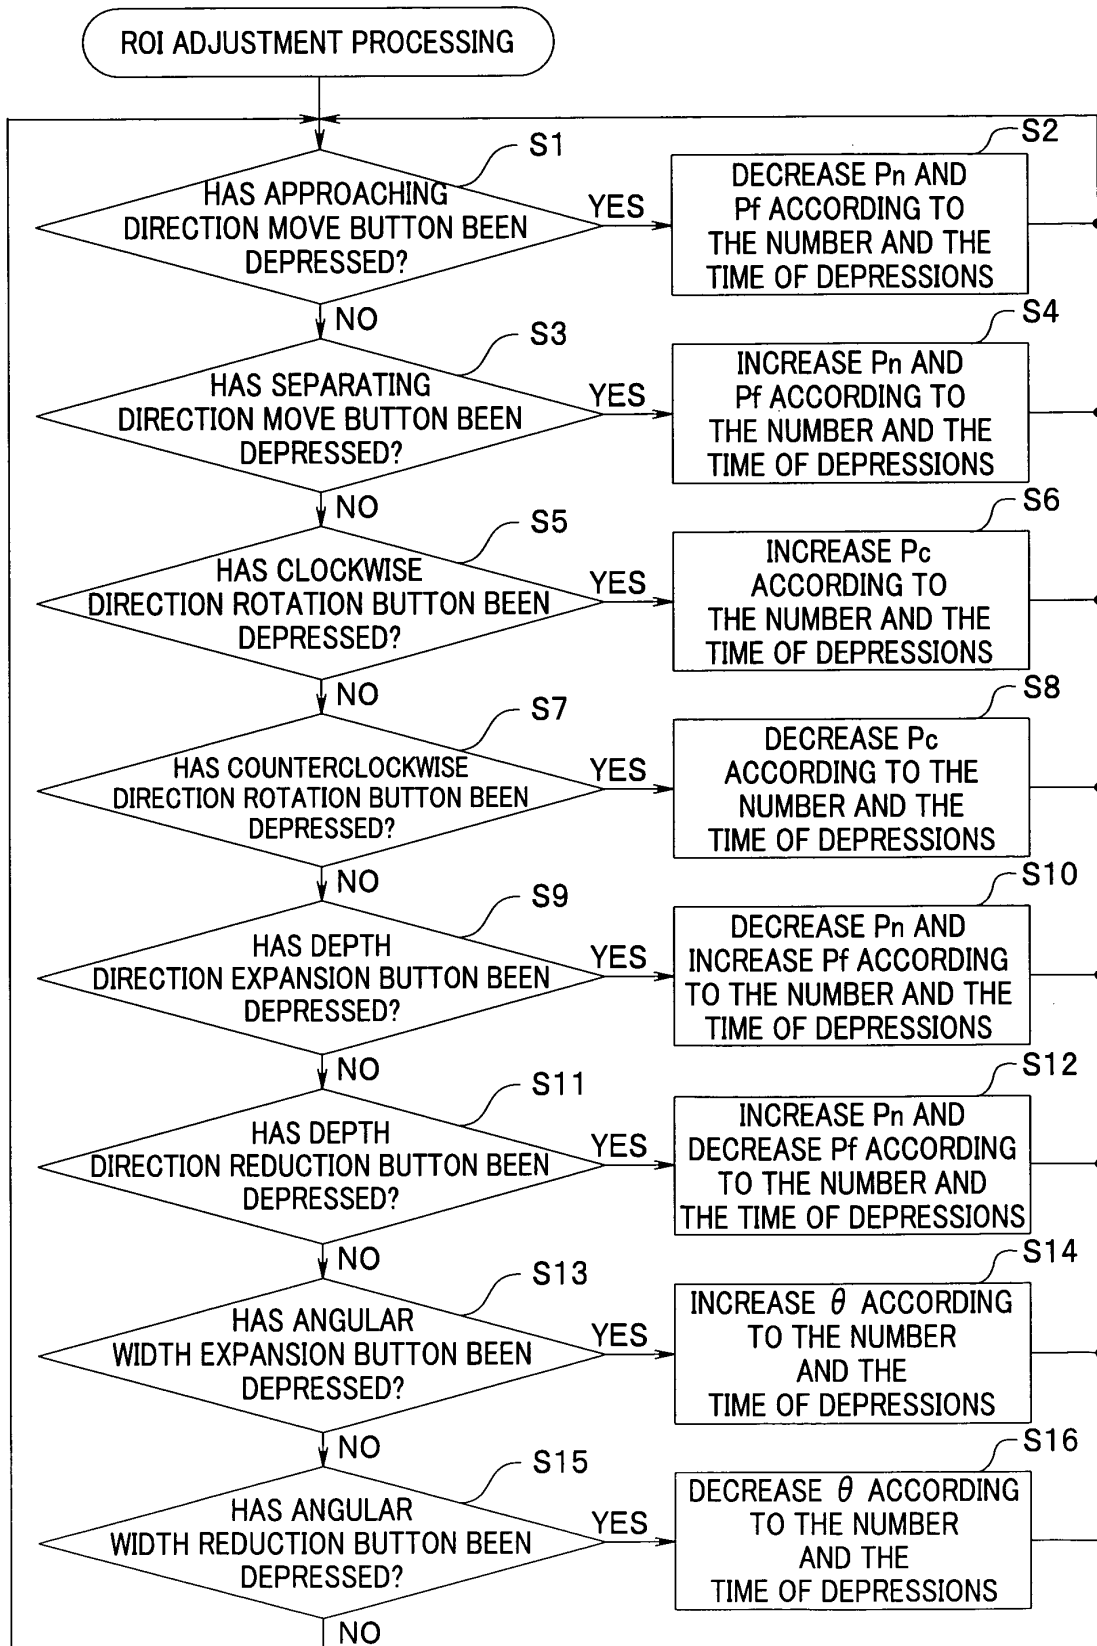 ROI ADJUSTMENT PROCESSING
S1
HAS APPROACHING
DIRECTION MOVE BUTTON BEEN
DEPRESSED?
YES
S2
DECREASE Pn AND
Pf ACCORDING TO
THE NUMBER AND THE
TIME OF DEPRESSIONS
NO
S3
HAS SEPARATING
DIRECTION MOVE BUTTON BEEN
DEPRESSED?
YES
S4
INCREASE Pn AND
Pf ACCORDING TO
THE NUMBER AND THE
TIME OF DEPRESSIONS
NO
S5
HAS CLOCKWISE
DIRECTION ROTATION BUTTON BEEN
DEPRESSED?
YES
S6
INCREASE Pc
ACCORDING TO
THE NUMBER AND THE
TIME OF DEPRESSIONS
NO
S7
HAS COUNTERCLOCKWISE
DIRECTION ROTATION BUTTON BEEN
DEPRESSED?
YES
S8
DECREASE Pc
ACCORDING TO THE
NUMBER AND THE
TIME OF DEPRESSIONS
NO
S9
HAS DEPTH
DIRECTION EXPANSION BUTTON BEEN
DEPRESSED?
YES
S10
DECREASE Pn AND
INCREASE Pf ACCORDING
TO THE NUMBER AND THE
TIME OF DEPRESSIONS
NO
S11
HAS DEPTH
DIRECTION REDUCTION BUTTON BEEN
DEPRESSED?
YES
S12
INCREASE Pn AND
DECREASE Pf ACCORDING
TO THE NUMBER AND
THE TIME OF DEPRESSIONS
NO
S13
HAS ANGULAR
WIDTH EXPANSION BUTTON BEEN
DEPRESSED?
YES
S14
INCREASE θ ACCORDING
TO THE NUMBER
AND THE
TIME OF DEPRESSIONS
NO
S15
HAS ANGULAR
WIDTH REDUCTION BUTTON BEEN
DEPRESSED?
YES
S16
DECREASE θ ACCORDING
TO THE NUMBER
AND THE
TIME OF DEPRESSIONS
NO